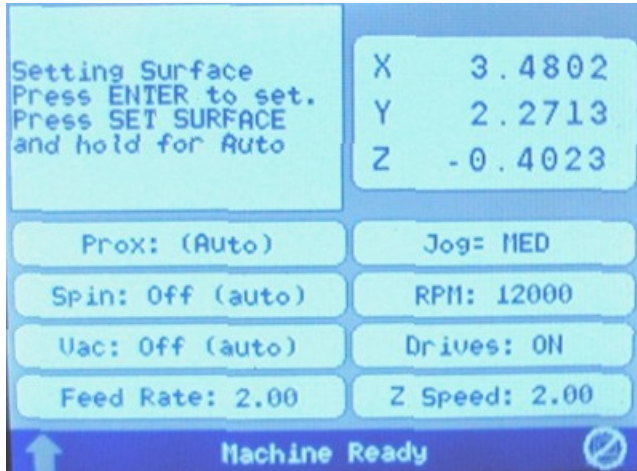 Setting Surface
Press ENTER to set.
Press SET SURFACE
and hold for Auto
X 3.4802
Y 2.2713
Z -0.4023
Prox: (Auto)
Jog= MED
Spin: Off (auto)
RPM: 12000
Vac: Off (auto)
Drives: ON
Feed Rate: 2.00
Z Speed: 2.00
Machine Ready